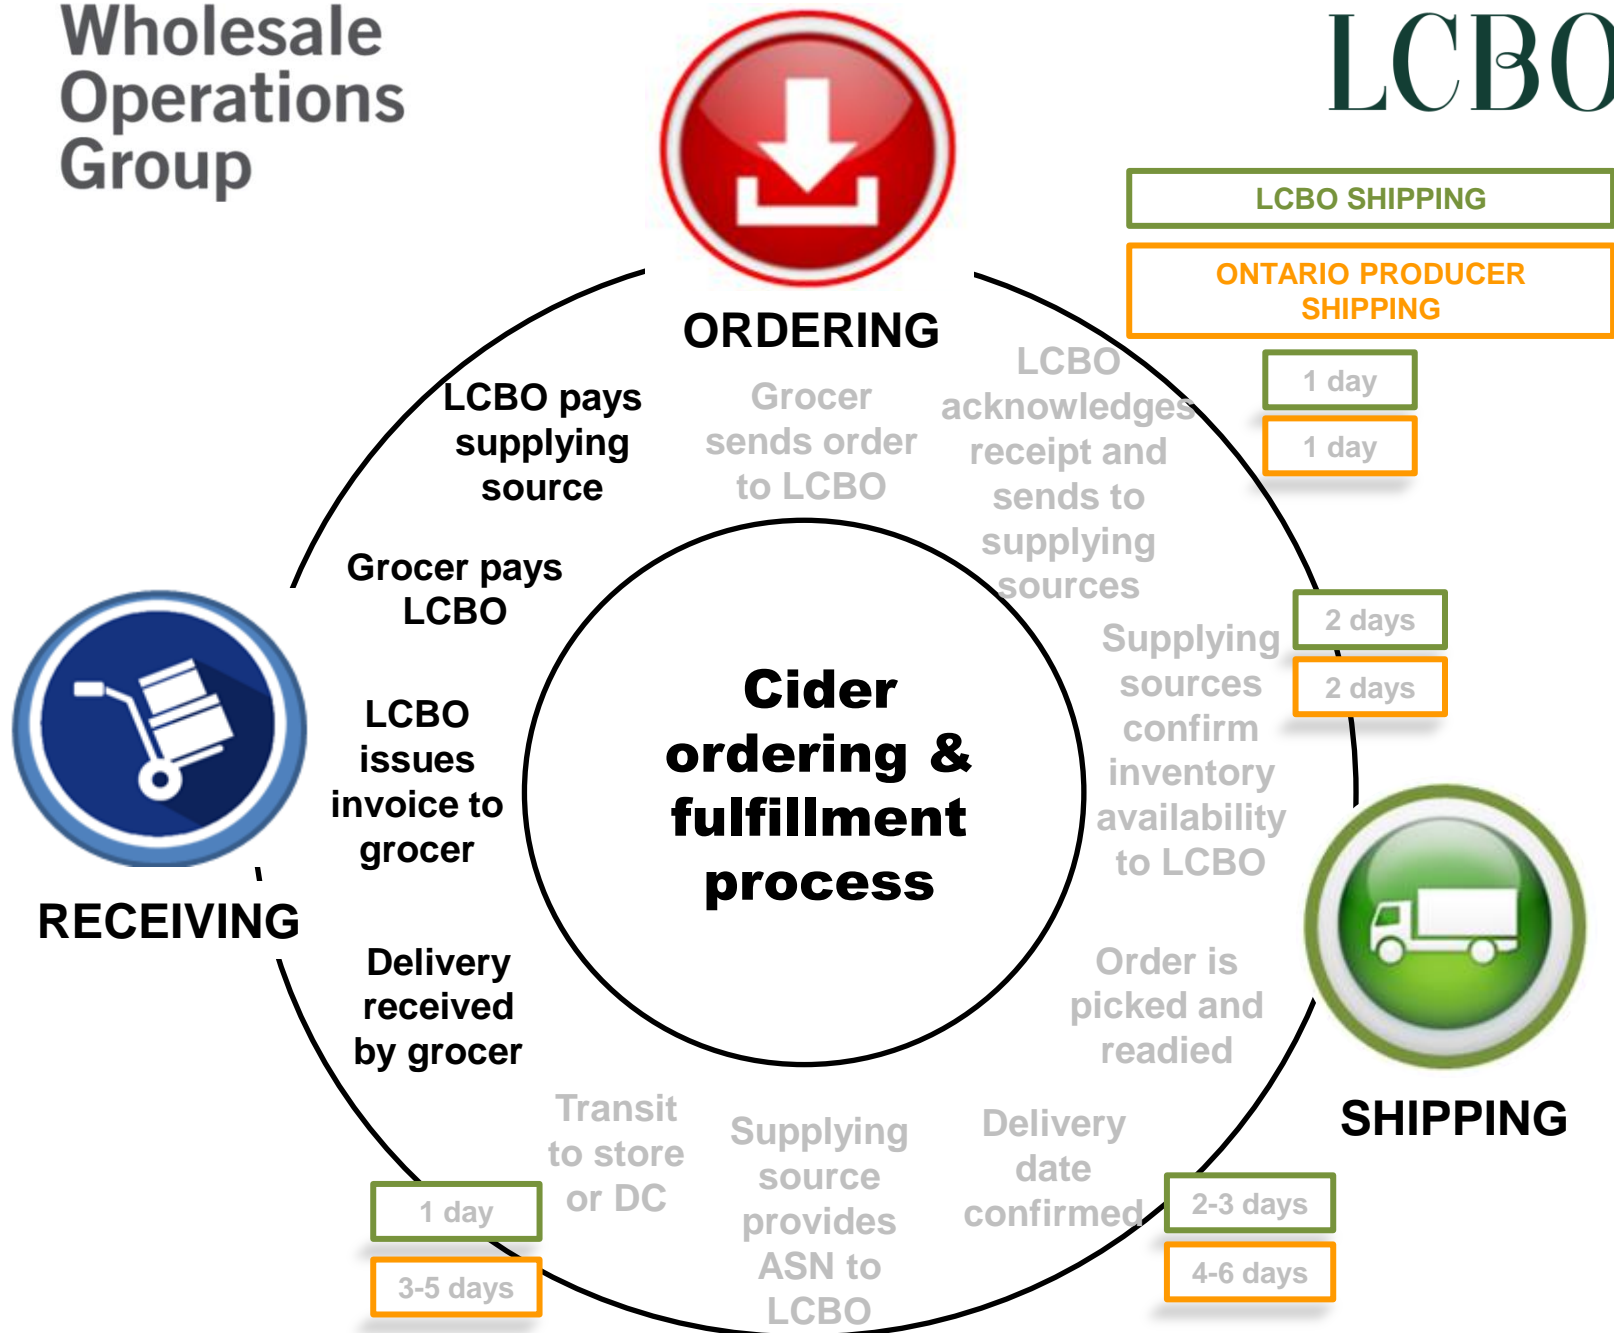 Wholesale
Operations
Group
LCBO
LCBO SHIPPING
ONTARIO PRODUCER
SHIPPING
ORDERING
Grocer
sends order
to LCBO
LCBO
acknowledges
receipt and
sends to
supplying
sources
1 day
1 day
Supplying
sources
confirm
inventory
availability
to LCBO
2 days
2 days
SHIPPING
Order is
picked and
readied
Delivery
date
confirmed
2-3 days
4-6 days
Supplying
source
provides
ASN to
LCBO
Transit
to store
or DC
1 day
3-5 days
RECEIVING
Delivery
received
by grocer
LCBO
issues
invoice to
grocer
Grocer pays
LCBO
LCBO pays
supplying
source
Cider
ordering &
fulfillment
process